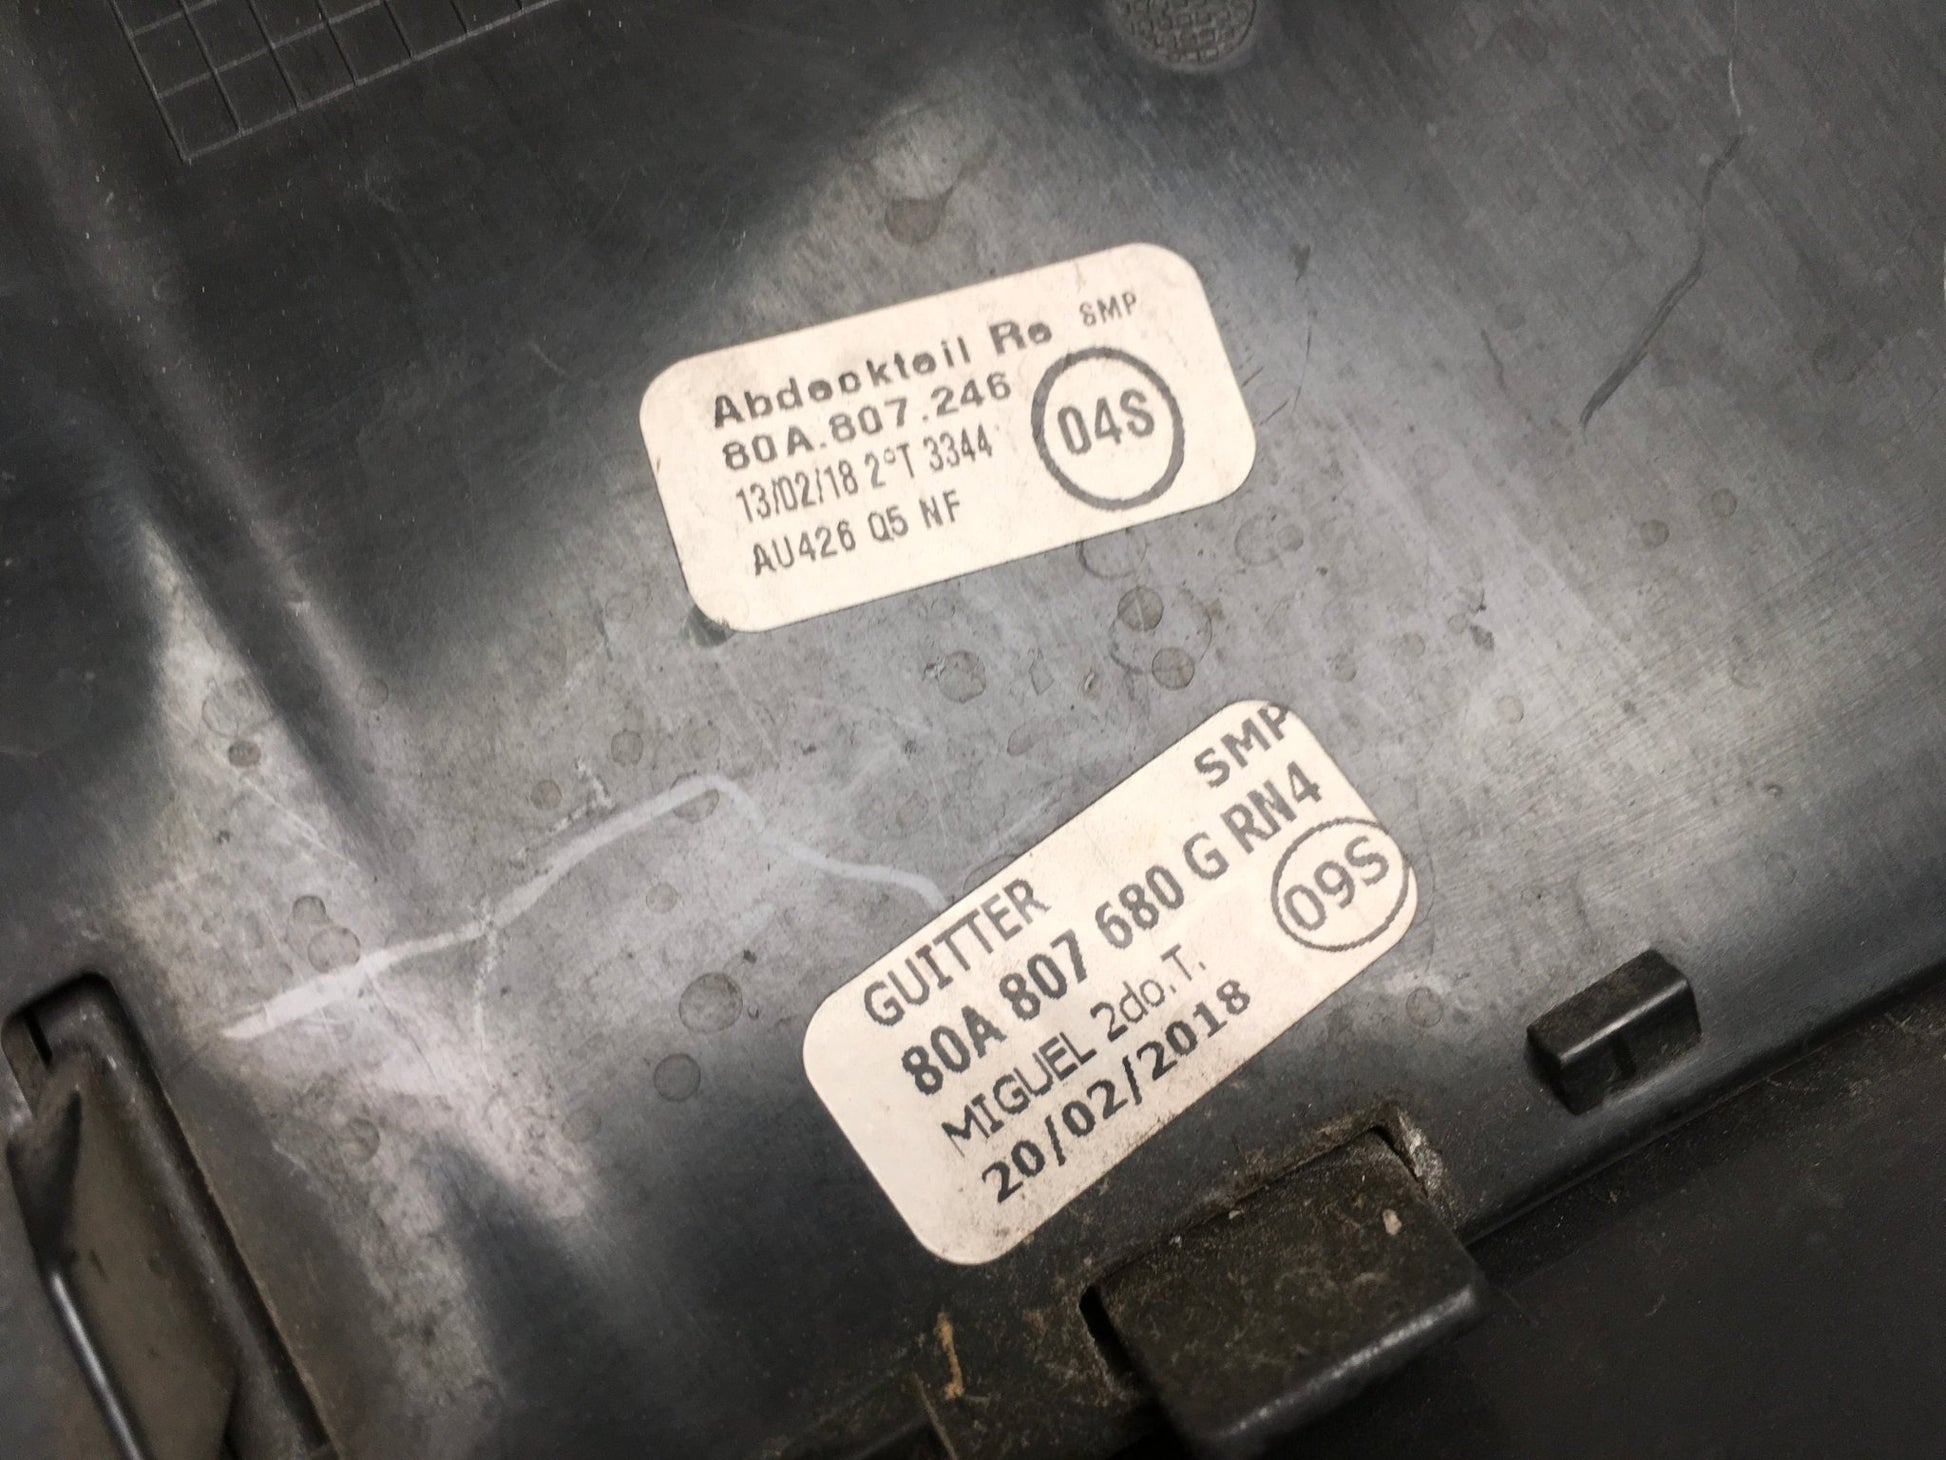 Abdeckteil Re SMP
80A.807.246
13/02/18 2°T 3344
AU426 Q5 NF
04S
SMP
GUITTER
80A 807 680 G RN4
MIGUEL 2do.T.
20/02/2018
09S